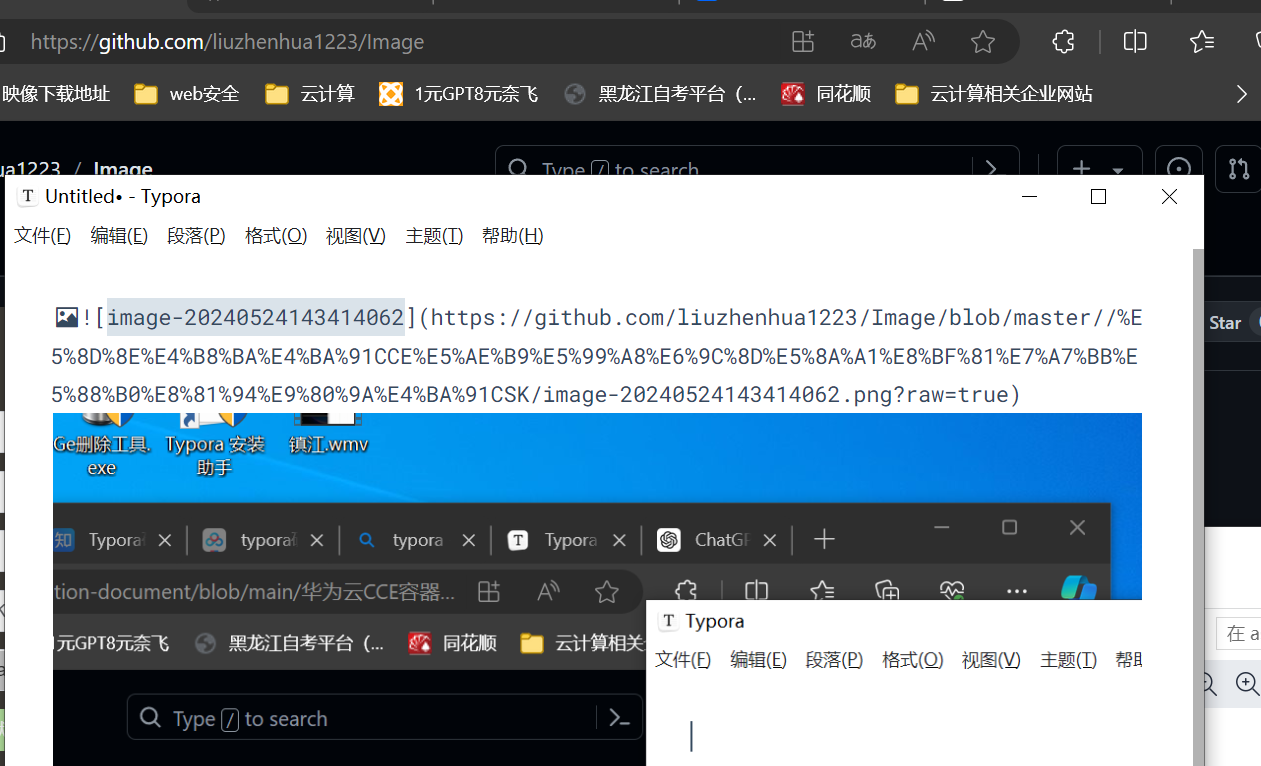 https://github.com/liuzhenhua1223/Image
映像下载地址 web安全 云计算 1元GPT8元奈飞 黑龙江自考平台（... 同花顺 云计算相关企业网站
ua1223 / Image Type / to search
Untitled• - Typora
文件(F) 编辑(E) 段落(P) 格式(O) 视图(V) 主题(T) 帮助(H)
![image-20240524143414062](https://github.com/liuzhenhua1223/Image/blob/master//%E
5%8D%8E%E4%B8%BA%E4%BA%91CCE%E5%AE%B9%E5%99%A8%E6%9C%8D%E5%8A%A1%E8%BF%81%E7%A7%BB%E
5%88%B0%E8%81%94%E9%80%9A%E4%BA%91CSK/image-20240524143414062.png?raw=true)
Star
Ge删除工具. Typora 安装 镇江.wmv
exe 助手
知 Typora typora typora T Typora ChatGP
tion-document/blob/main/华为云CCE容器...
元GPT8元奈飞 黑龙江自考平台（... 同花顺 云计算相关
T Typora
文件(F) 编辑(E) 段落(P) 格式(O) 视图(V) 主题(T) 帮助
Type / to search
在 a